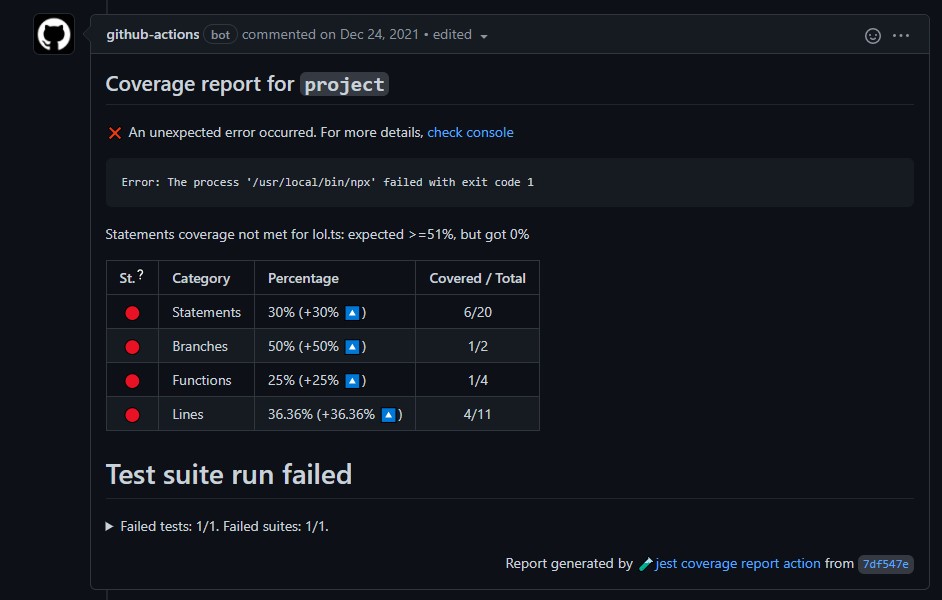 github-actions bot commented on Dec 24, 2021 • edited
Coverage report for project
❌ An unexpected error occurred. For more details, check console
Error: The process '/usr/local/bin/npx' failed with exit code 1
Statements coverage not met for lol.ts: expected >=51%, but got 0%
St.? Category Percentage Covered / Total
🔴 Statements 30% (+30% 🔼) 6/20
🔴 Branches 50% (+50% 🔼) 1/2
🔴 Functions 25% (+25% 🔼) 1/4
🔴 Lines 36.36% (+36.36% 🔼) 4/11
Test suite run failed
Failed tests: 1/1. Failed suites: 1/1.
Report generated by 🧪jest coverage report action from 7df547e